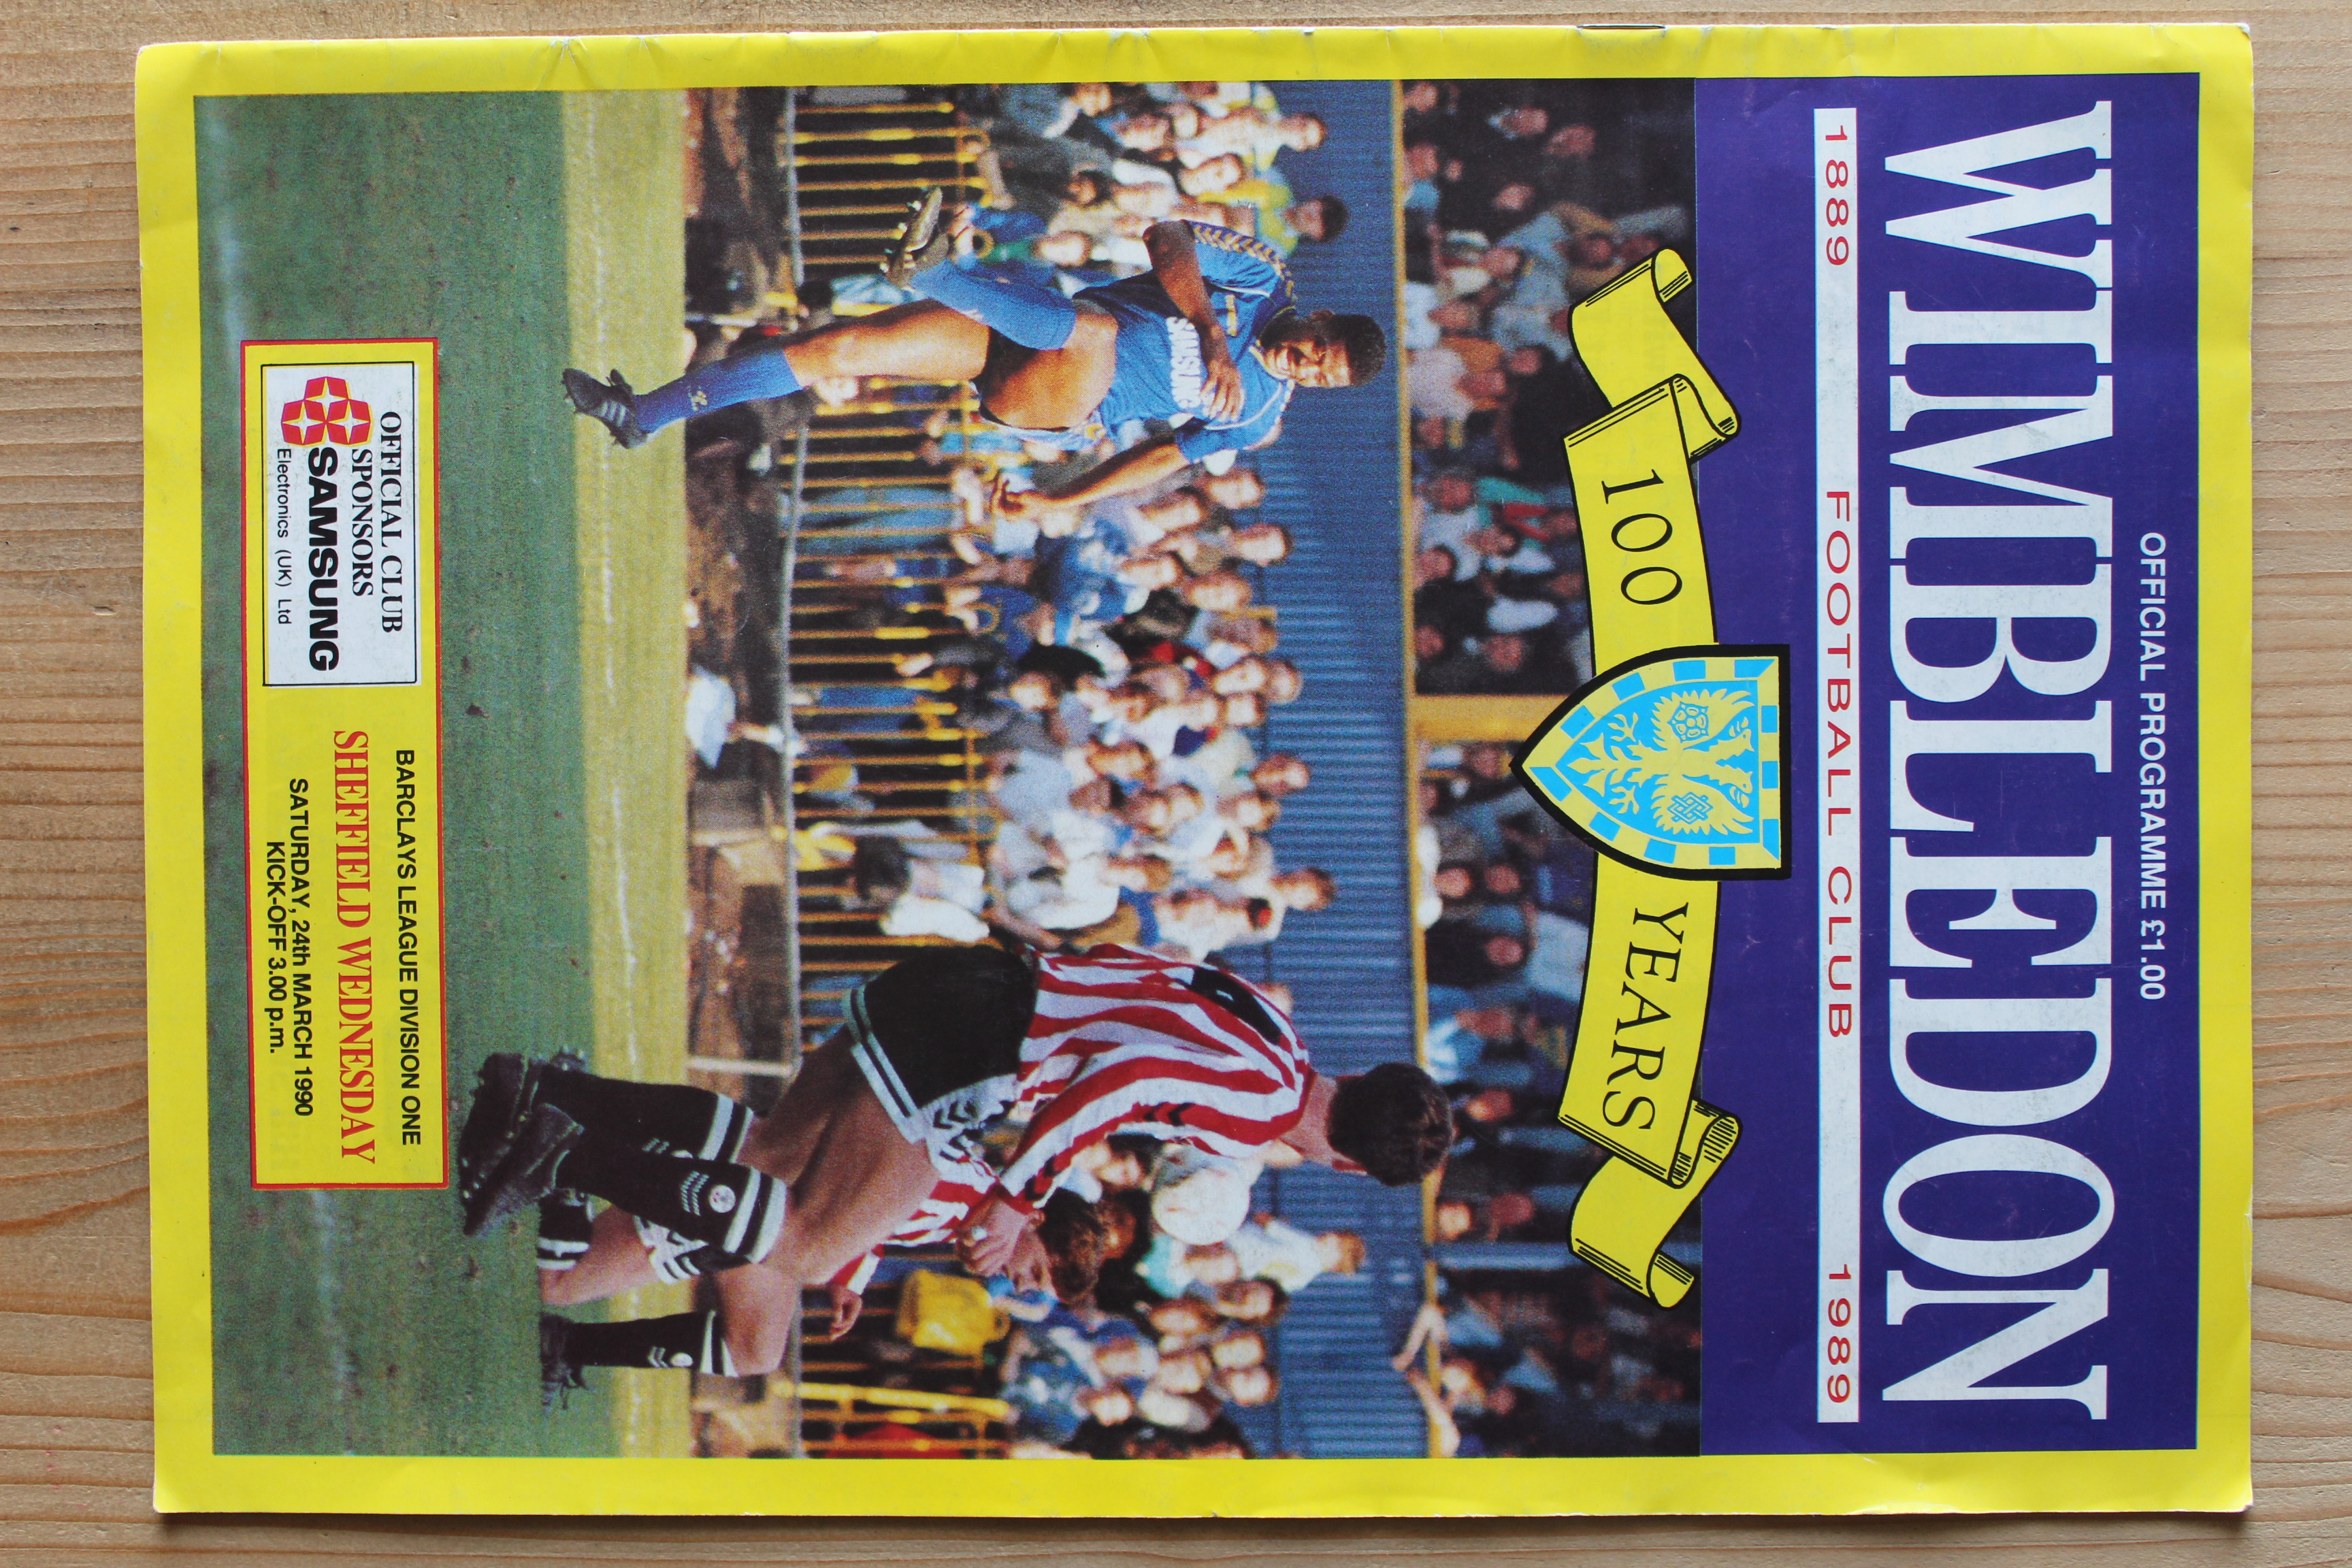 OFFICIAL PROGRAMME £1.00
WIMBLEDON
1889 FOOTBALL CLUB 1989
100 YEARS
SAMSUNG
OFFICIAL CLUB
SPONSORS
SAMSUNG
Electronics (UK) Ltd
BARCLAYS LEAGUE DIVISION ONE
SHEFFIELD WEDNESDAY
SATURDAY, 24th MARCH 1990
KICK-OFF 3.00 p.m.